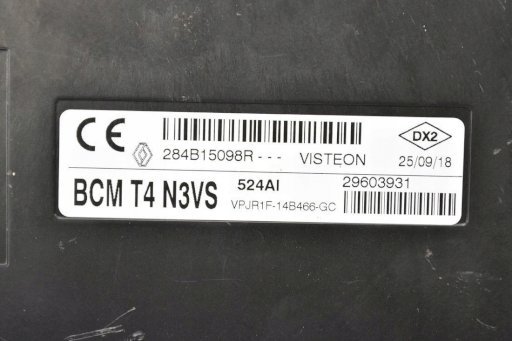 CE
DX2
284B15098R--- VISTEON 25/09/18
BCM T4 N3VS 524AI 29603931
VPJR1F-14B466-GC